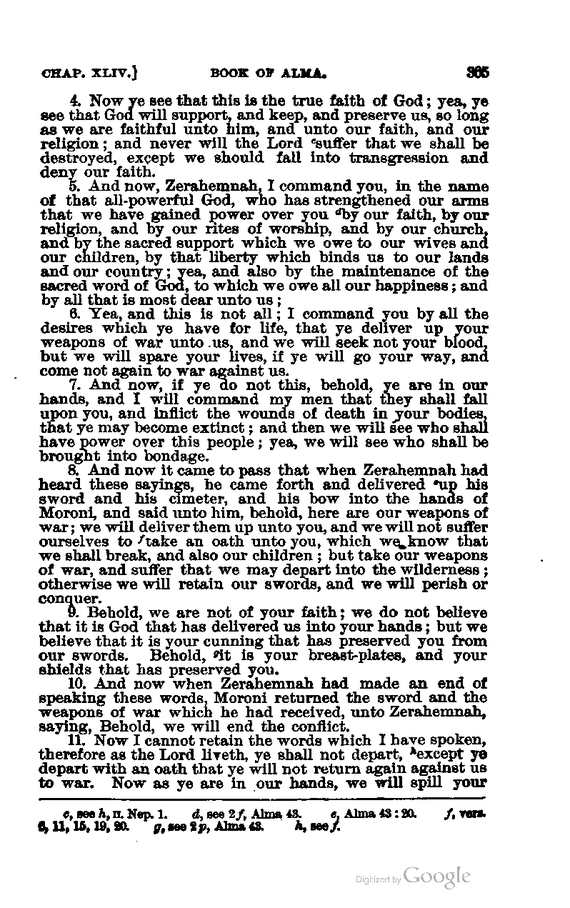 CHAP. XLIV.} BOOK OF ALMA. 365
4. Now ye see that this is the true faith of God; yea, ye
see that God will support, and keep, and preserve us, so long
as we are faithful unto him, and unto our faith, and our
religion; and never will the Lord ᶜsuffer that we shall be
destroyed, except we should fall into transgression and
deny our faith.
5. And now, Zerahemnah, I command you, in the name
of that all-powerful God, who has strengthened our arms
that we have gained power over you ᵈby our faith, by our
religion, and by our rites of worship, and by our church,
and by the sacred support which we owe to our wives and
our children, by that liberty which binds us to our lands
and our country; yea, and also by the maintenance of the
sacred word of God, to which we owe all our happiness; and
by all that is most dear unto us;
6. Yea, and this is not all; I command you by all the
desires which ye have for life, that ye deliver up your
weapons of war unto us, and we will seek not your blood,
but we will spare your lives, if ye will go your way, and
come not again to war against us.
7. And now, if ye do not this, behold, ye are in our
hands, and I will command my men that they shall fall
upon you, and inflict the wounds of death in your bodies,
that ye may become extinct; and then we will see who shall
have power over this people; yea, we will see who shall be
brought into bondage.
8. And now it came to pass that when Zerahemnah had
heard these sayings, he came forth and delivered ᵉup his
sword and his cimeter, and his bow into the hands of
Moroni, and said unto him, behold, here are our weapons of
war; we will deliver them up unto you, and we will not suffer
ourselves to ᶠtake an oath unto you, which we know that
we shall break, and also our children; but take our weapons
of war, and suffer that we may depart into the wilderness;
otherwise we will retain our swords, and we will perish or
conquer.
9. Behold, we are not of your faith; we do not believe
that it is God that has delivered us into your hands; but we
believe that it is your cunning that has preserved you from
our swords. Behold, ᵍit is your breast-plates, and your
shields that has preserved you.
10. And now when Zerahemnah had made an end of
speaking these words, Moroni returned the sword and the
weapons of war which he had received, unto Zerahemnah,
saying, Behold, we will end the conflict.
11. Now I cannot retain the words which I have spoken,
therefore as the Lord liveth, ye shall not depart, ʰexcept ye
depart with an oath that ye will not return again against us
to war. Now as ye are in our hands, we will spill your
c, see h, II. Nep. 1. d, see 2 f, Alma 43. e, Alma 43:20. f, vers.
6, 11, 15, 19, 20. g, see 2 p, Alma 43. h, see f.
Digitized by Google